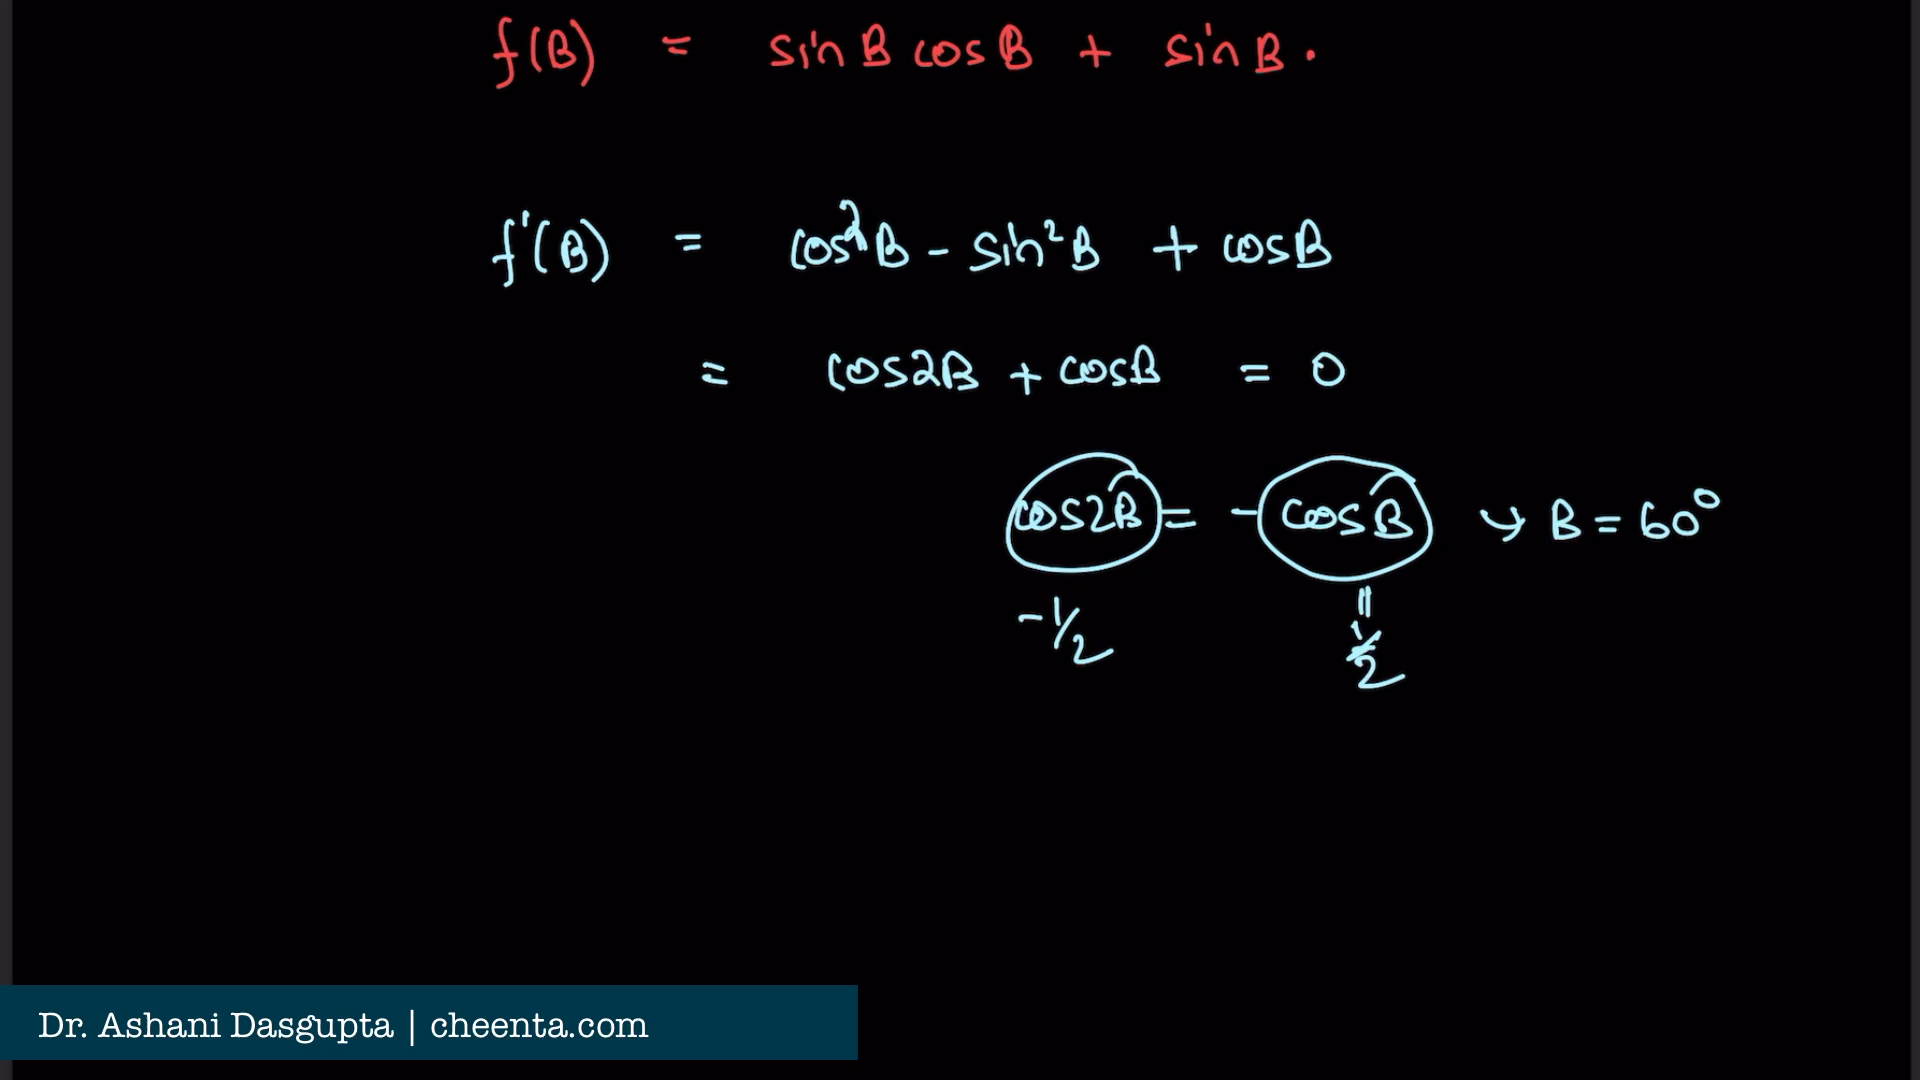 f(B) = sin B cos B + sin B.
f'(B) = cos²B - sin²B + cosB
= cos2B + cosB = 0
cos2B = - cosB ↪ B = 60°
-1/2 = 1/2
Dr. Ashani Dasgupta | cheenta.com